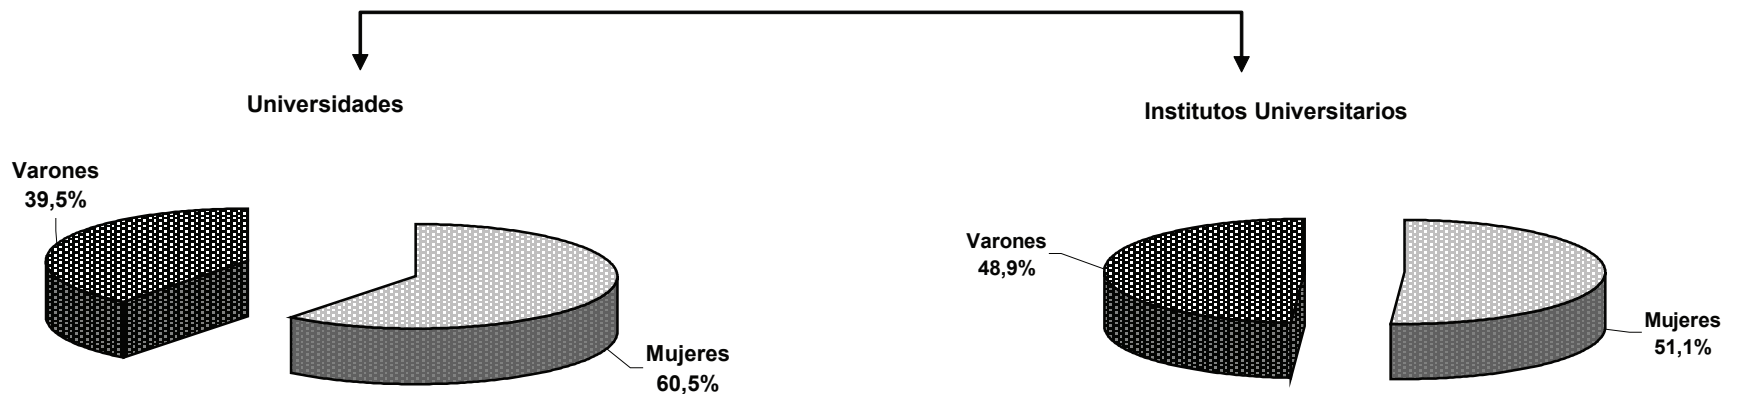 Universidades
Institutos Universitarios
Varones
39,5%
Mujeres
60,5%
Varones
48,9%
Mujeres
51,1%